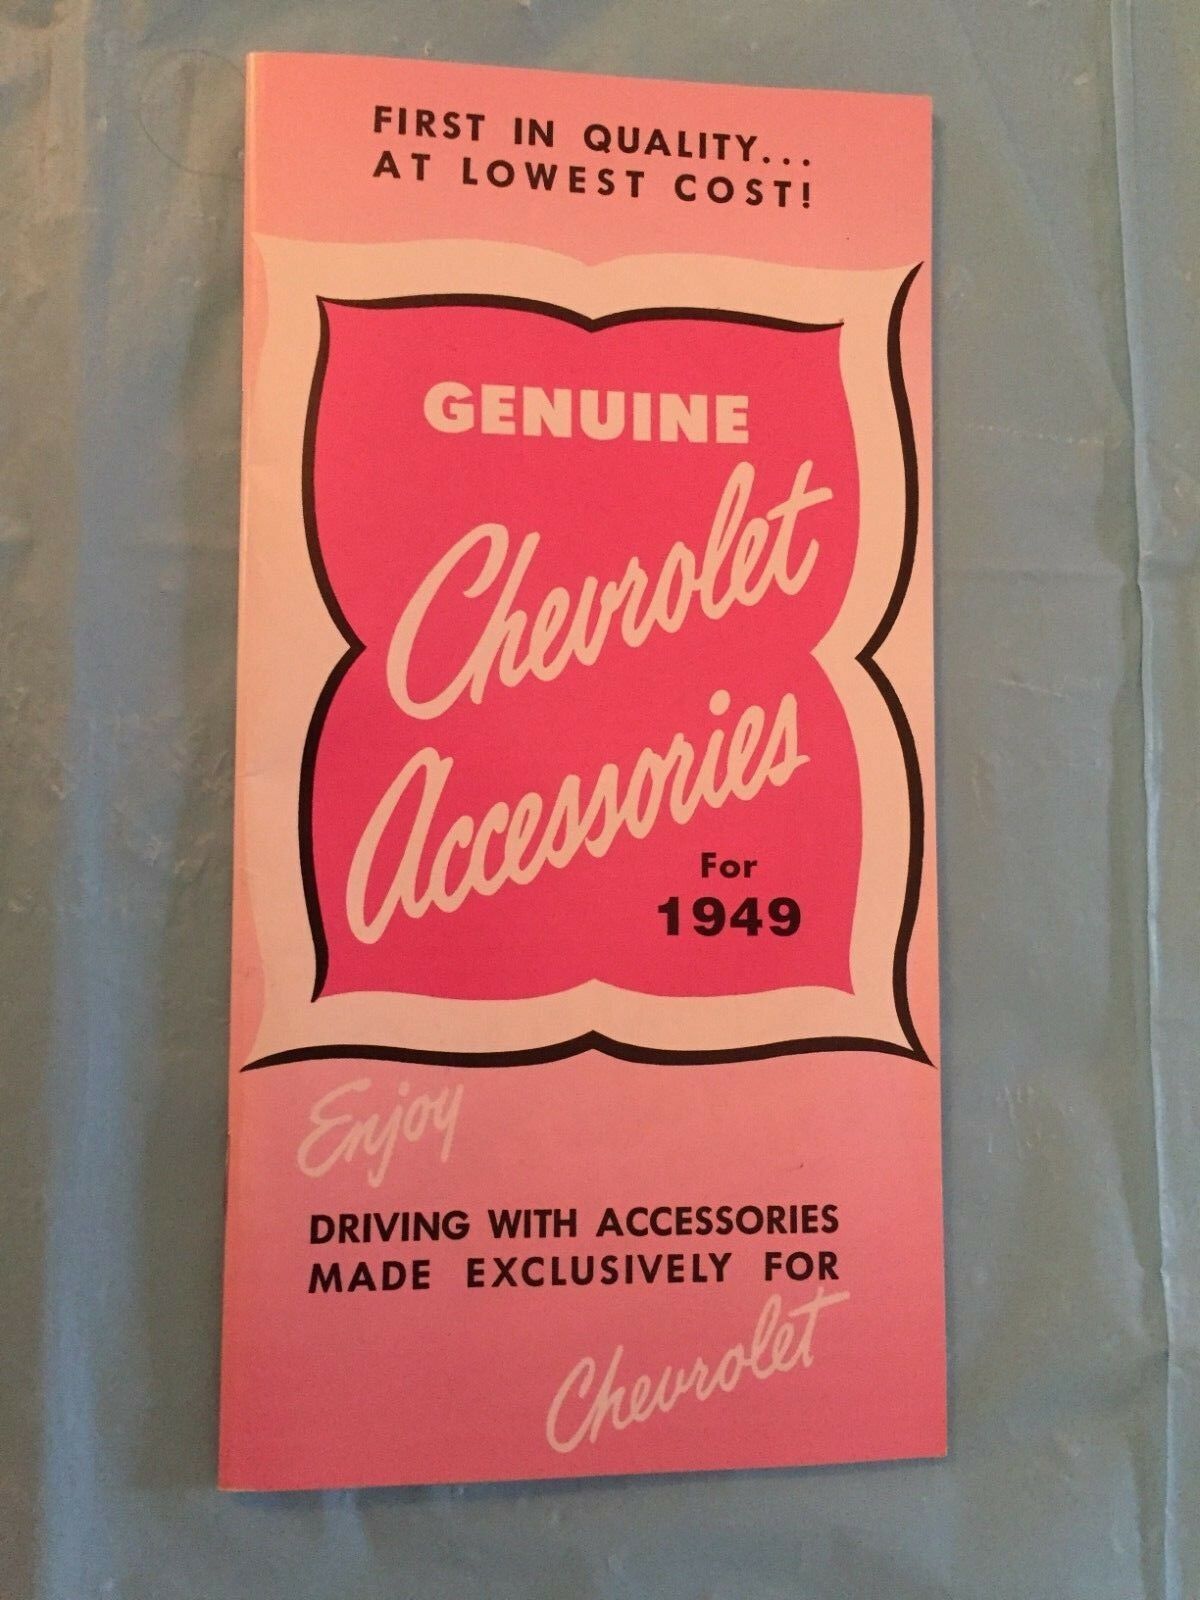 FIRST IN QUALITY...
AT LOWEST COST!
GENUINE
Chevrolet
Accessories
For
1949
Enjoy
DRIVING WITH ACCESSORIES
MADE EXCLUSIVELY FOR
Chevrolet